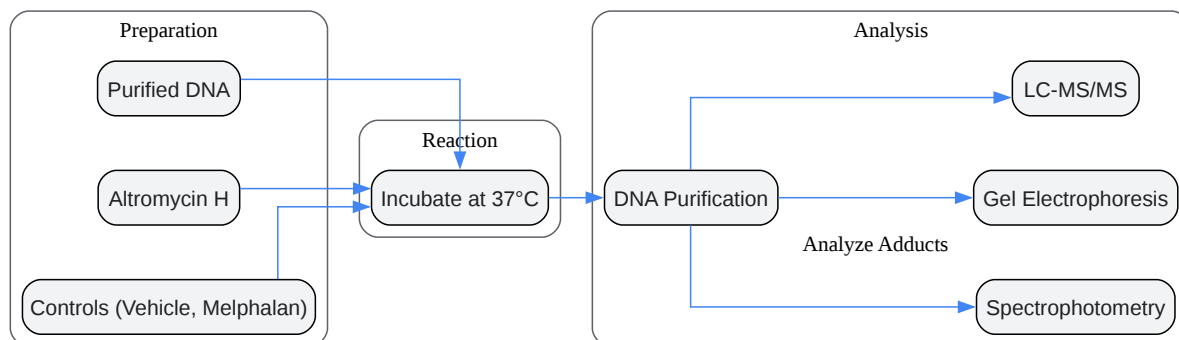 Preparation
Purified DNA
Altromycin H
Controls (Vehicle, Melphalan)
Reaction
Incubate at 37°C
Analysis
DNA Purification
LC-MS/MS
Gel Electrophoresis
Analyze Adducts
Spectrophotometry